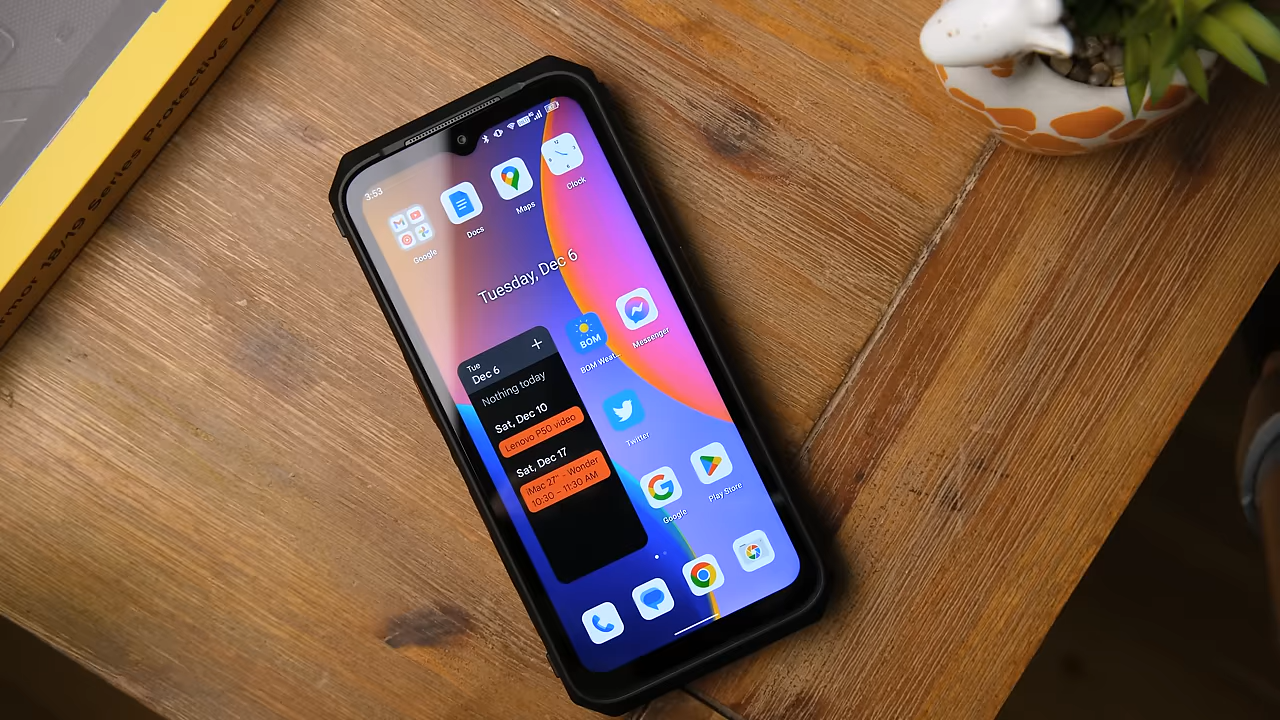 Armor 18/19 Series Protective Ca
3:53
Google
Docs
Maps
Clock
Tuesday, Dec 6
Tue
Dec 6
Nothing today
Sat, Dec 10
Lenovo P50 video
Sat, Dec 17
iMac 27" - Wonder
10:30 – 11:30 AM
BOM
BOM Weat...
Messenger
Twitter
Google
Play Store